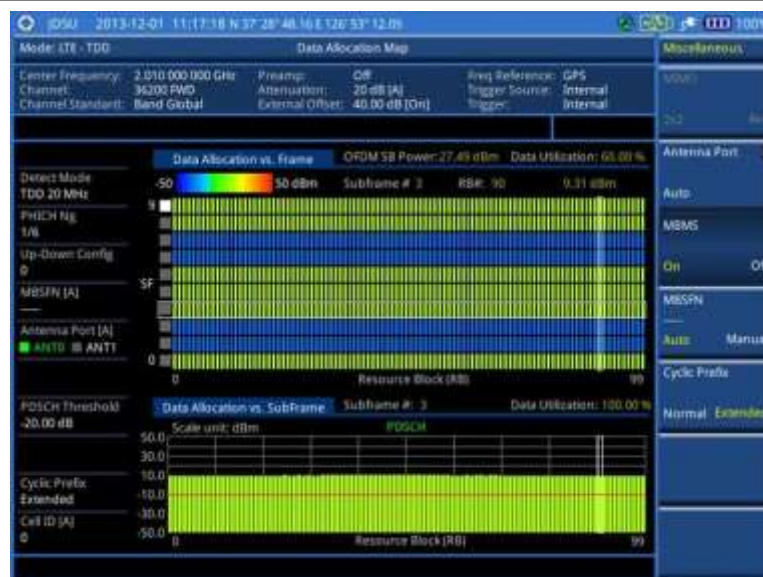 JDSU 2013-12-01 11:17:18 N 37° 28' 48.16 E 126° 53' 12.09 100%
Mode: LTE - TDD Data Allocation Map Miscellaneous
Center Frequency: 2.010 000 000 GHz Preamp: Off Freq Reference: GPS
Channel: 36200 FWD Attenuation: 20 dB [A] Trigger Source: Internal
Channel Standard: Band Global External Offset: 40.00 dB [On] Trigger: Internal
MIMO
2x2
Data Allocation vs. Frame OFDM SB Power: 27.49 dBm Data Utilization: 60.00 %
Antenna Port
Auto
Detect Mode
TDD 20 MHz
-50 50 dBm Subframe # 3 RB#: 90 9.31 dBm
PHICH Ng
1/6
9
MBMS
On
Up-Down Config
0
SF
MBSFN [A]
----
MBSFN
----
Auto Manual
Antenna Port [A]
ANT0 ANT1
0
0 Resource Block (RB) 99
Cyclic Prefix
Normal Extended
PDSCH Threshold
-20.00 dB
Data Allocation vs. SubFrame Subframe #: 3 Data Utilization: 100.00 %
Scale unit: dBm PDSCH
50.0
30.0
10.0
-10.0
-30.0
-50.0
Cyclic Prefix
Extended
Cell ID [A]
0
0 Resource Block (RB) 99